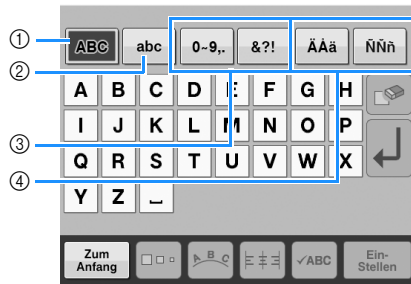 ① ABC abc 0~9,. &?! ÄÅä ÑÑñ
②
A B C D E F G H
I J K L M N O P
③
Q R S T U V W X
④
Y Z ⎵
Zum Anfang A B C ✓ABC Ein-
Stellen